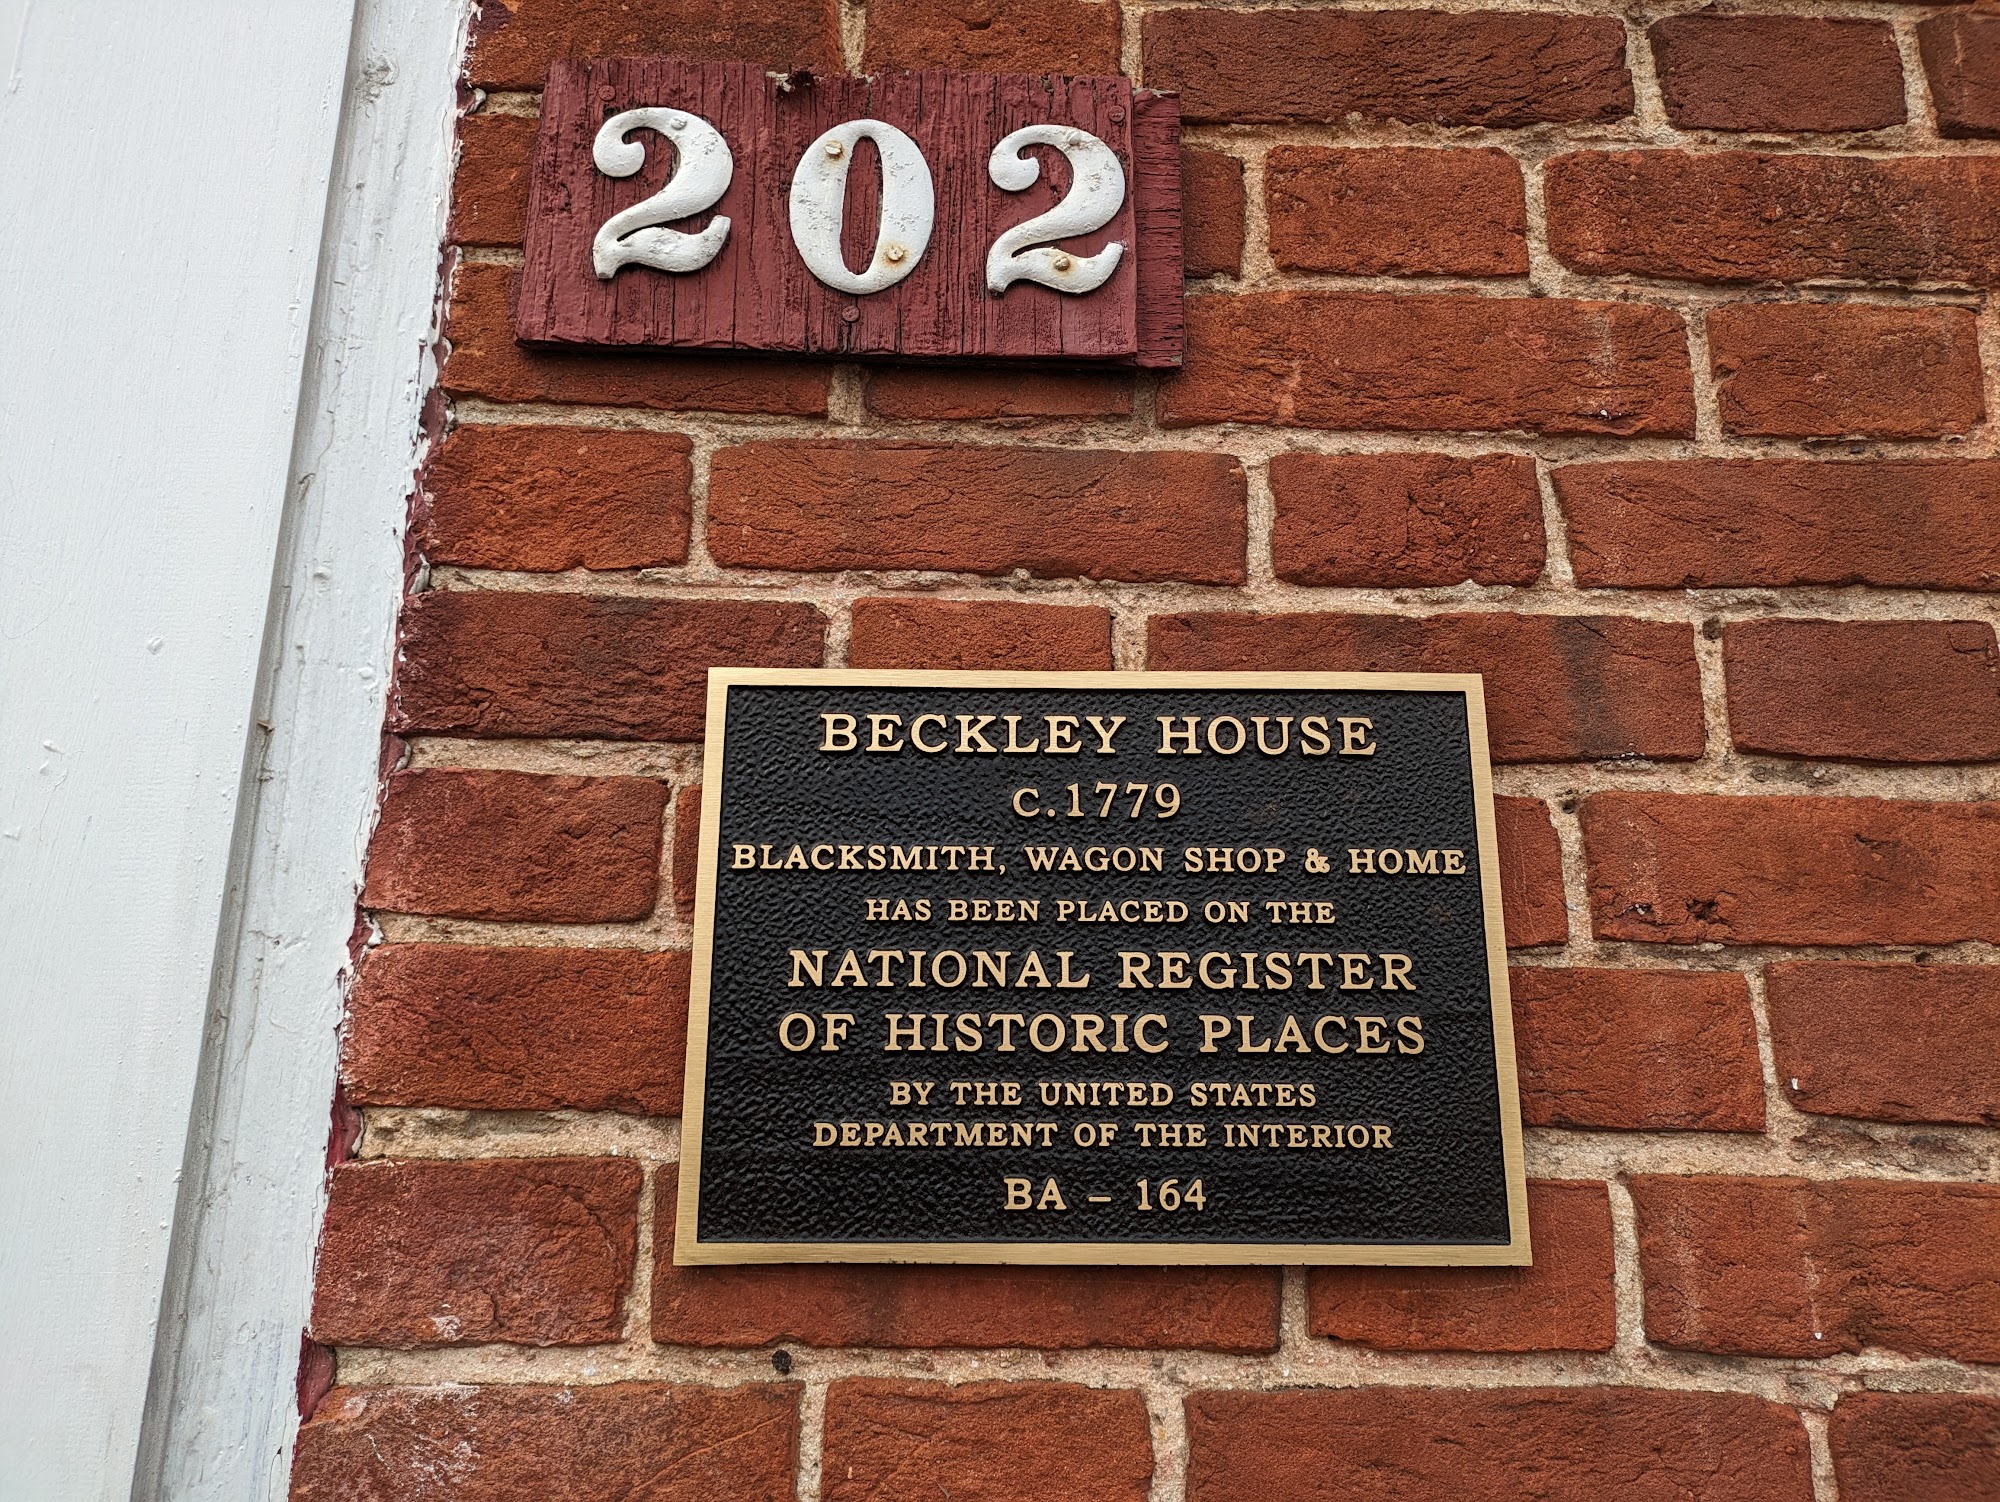 202
BECKLEY HOUSE
C.1779
BLACKSMITH, WAGON SHOP & HOME
HAS BEEN PLACED ON THE
NATIONAL REGISTER
OF HISTORIC PLACES
BY THE UNITED STATES
DEPARTMENT OF THE INTERIOR
BA – 164